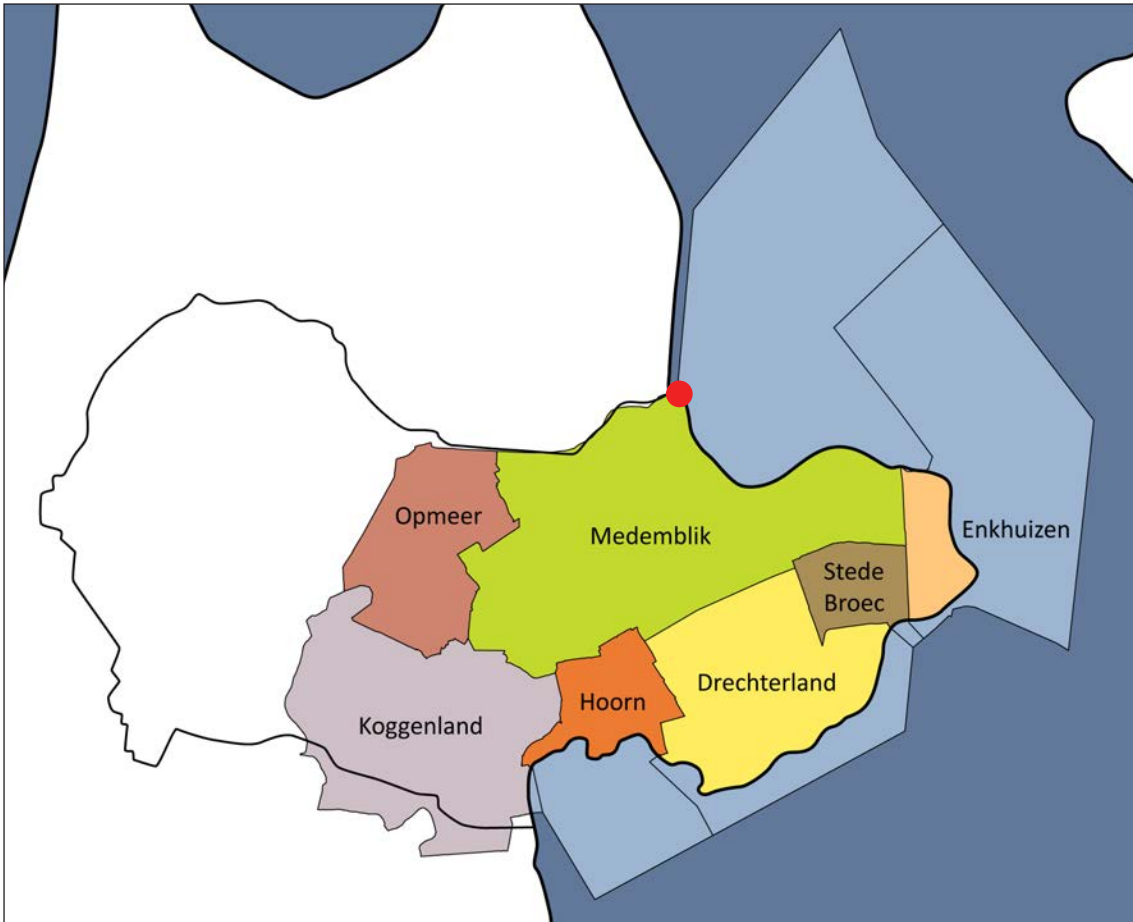 Opmeer
Medemblik
Enkhuizen
Stede
Broec
Drechterland
Hoorn
Koggenland